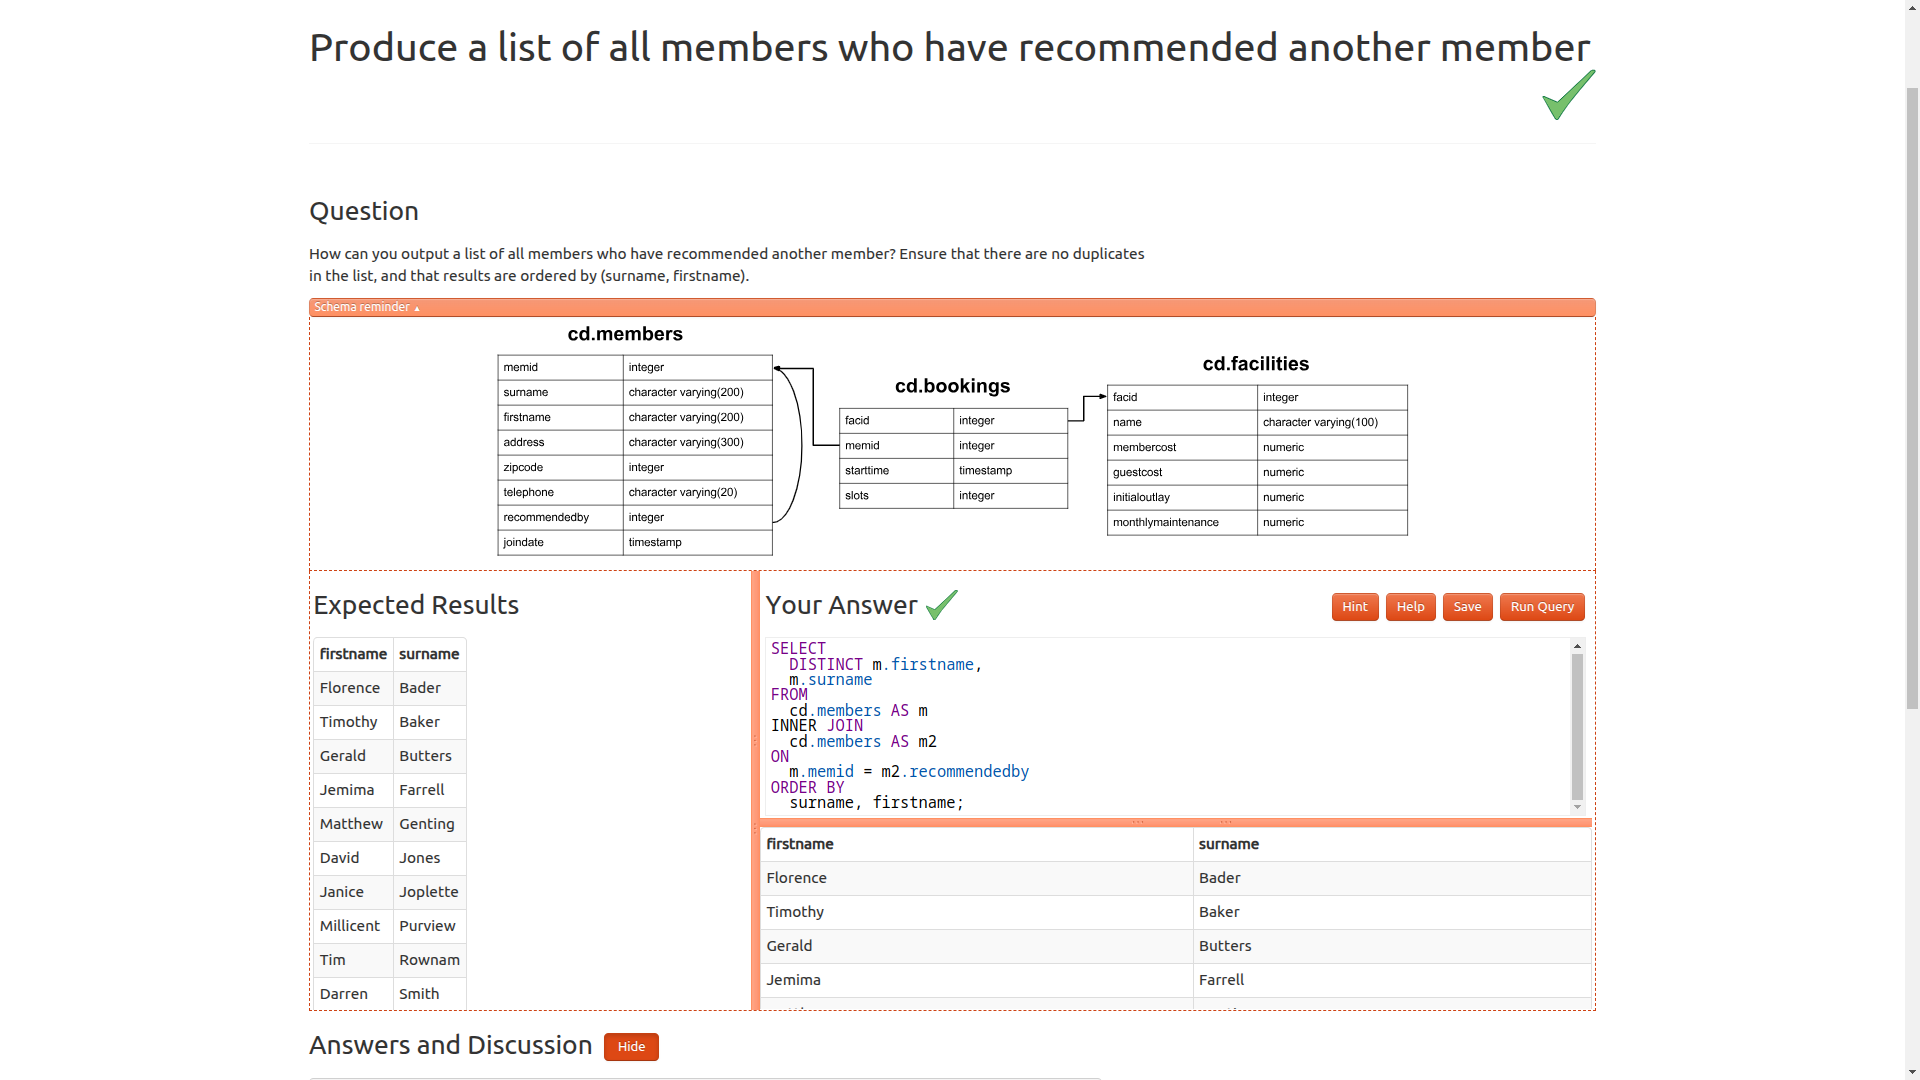 Produce a list of all members who have recommended another member
Question
How can you output a list of all members who have recommended another member? Ensure that there are no duplicates
in the list, and that results are ordered by (surname, firstname).
Schema reminder ▲
cd.members
memid integer
surname character varying(200)
firstname character varying(200)
address character varying(300)
zipcode integer
telephone character varying(20)
recommendedby integer
joindate timestamp
cd.bookings
facid integer
memid integer
starttime timestamp
slots integer
cd.facilities
facid integer
name character varying(100)
membercost numeric
guestcost numeric
initialoutlay numeric
monthlymaintenance numeric
Expected Results
firstname surname
Florence Bader
Timothy Baker
Gerald Butters
Jemima Farrell
Matthew Genting
David Jones
Janice Joplette
Millicent Purview
Tim Rownam
Darren Smith
Your Answer
Hint Help Save Run Query
SELECT
DISTINCT m.firstname,
m.surname
FROM
cd.members AS m
INNER JOIN
cd.members AS m2
ON
m.memid = m2.recommendedby
ORDER BY
surname, firstname;
firstname surname
Florence Bader
Timothy Baker
Gerald Butters
Jemima Farrell
Answers and Discussion Hide